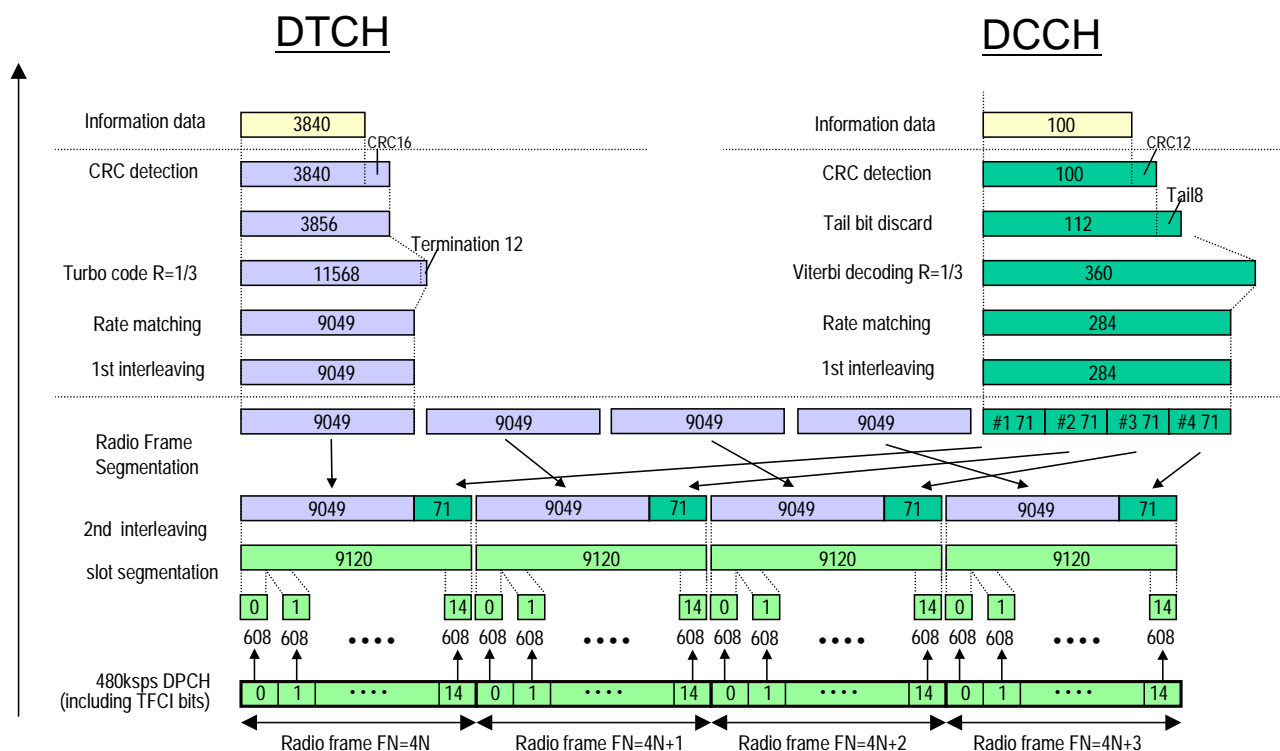 DTCH DCCH
Information data 3840 Information data 100
CRC16 CRC12
CRC detection 3840 CRC detection 100
Tail8
3856 Tail bit discard 112
Termination 12
Turbo code R=1/3 11568 Viterbi decoding R=1/3 360
Rate matching 9049 Rate matching 284
1st interleaving 9049 1st interleaving 284
9049 9049 9049 9049 #1 71 #2 71 #3 71 #4 71
Radio Frame
Segmentation
9049 71 9049 71 9049 71 9049 71
2nd interleaving
9120 9120 9120 9120
slot segmentation
0 1 14 0 1 14 0 1 14 0 1 14
608 608 •••• 608 608 608 •••• 608 608 608 •••• 608 608 608 •••• 608
480ksps DPCH
(including TFCI bits)
0 1 •••• 14 0 1 •••• 14 0 1 •••• 14 0 1 •••• 14
Radio frame FN=4N Radio frame FN=4N+1 Radio frame FN=4N+2 Radio frame FN=4N+3